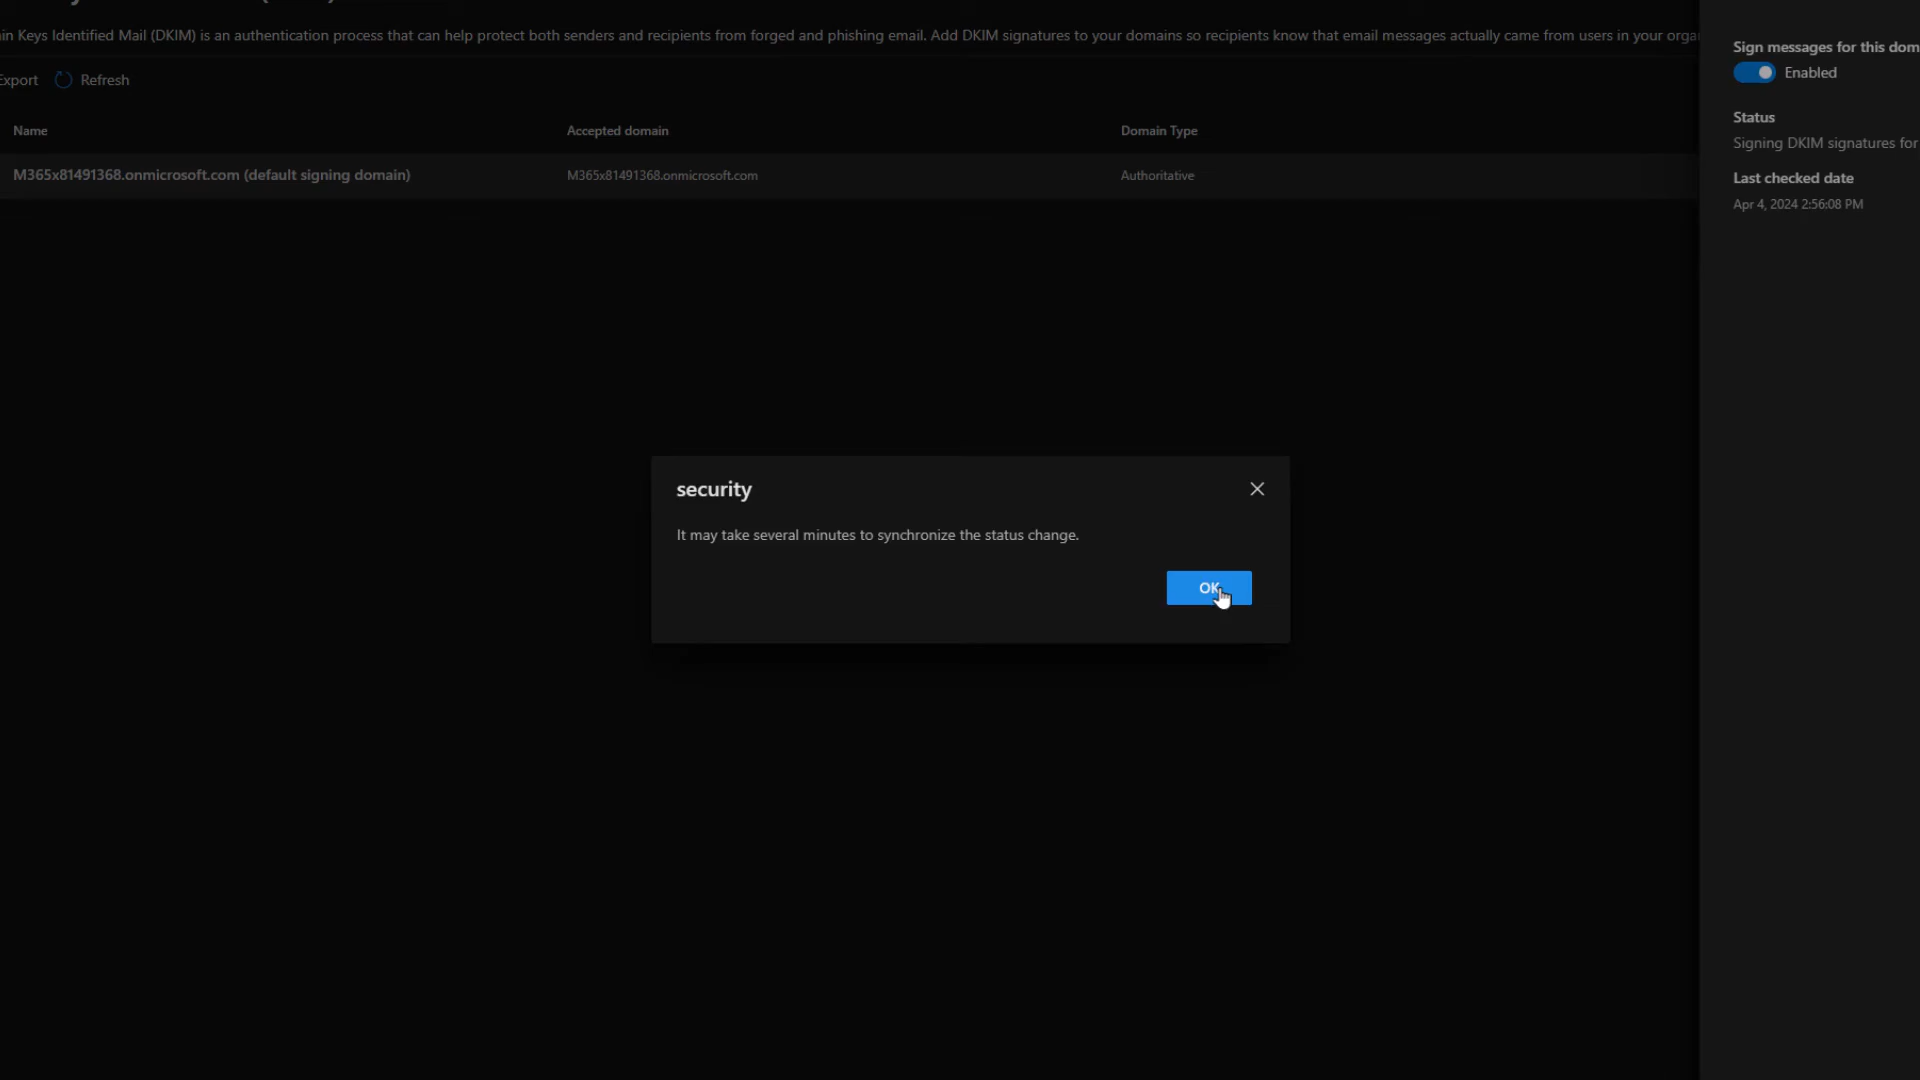 in Keys Identified Mail (DKIM) is an authentication process that can help protect both senders and recipients from forged and phishing email. Add DKIM signatures to your domains so recipients know that email messages actually came from users in your orga
Export Refresh
Name Accepted domain Domain Type
M365x81491368.onmicrosoft.com (default signing domain) M365x81491368.onmicrosoft.com Authoritative
security
It may take several minutes to synchronize the status change.
OK
Sign messages for this dom
Enabled
Status
Signing DKIM signatures for
Last checked date
Apr 4, 2024 2:56:08 PM